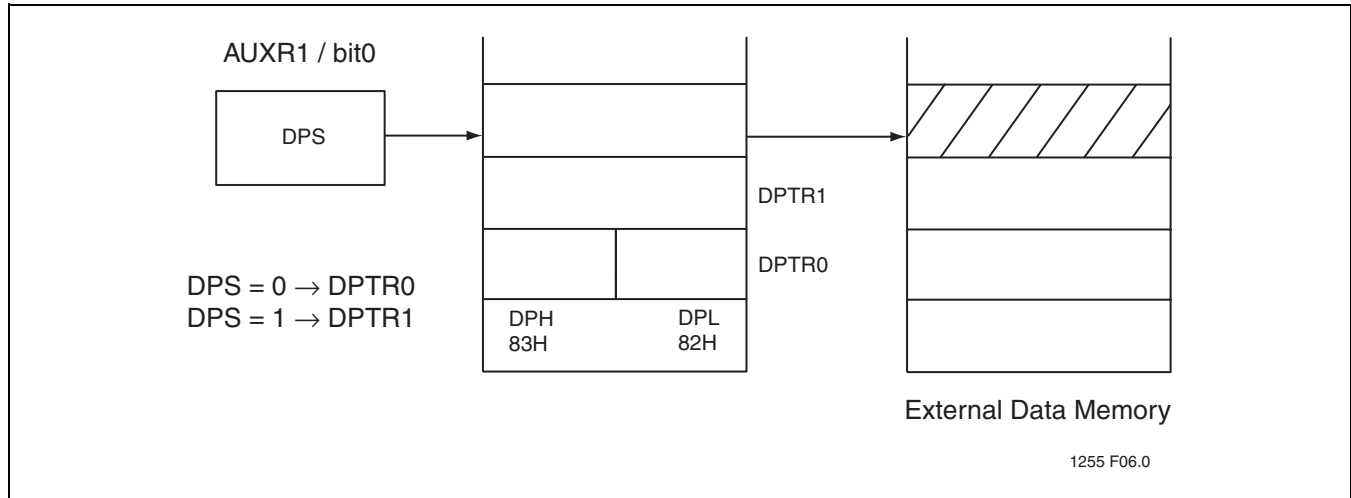 AUXR1 / bit0
DPS
DPTR1
DPTR0
DPS = 0 → DPTR0
DPS = 1 → DPTR1
DPH DPL
83H 82H
External Data Memory
1255 F06.0